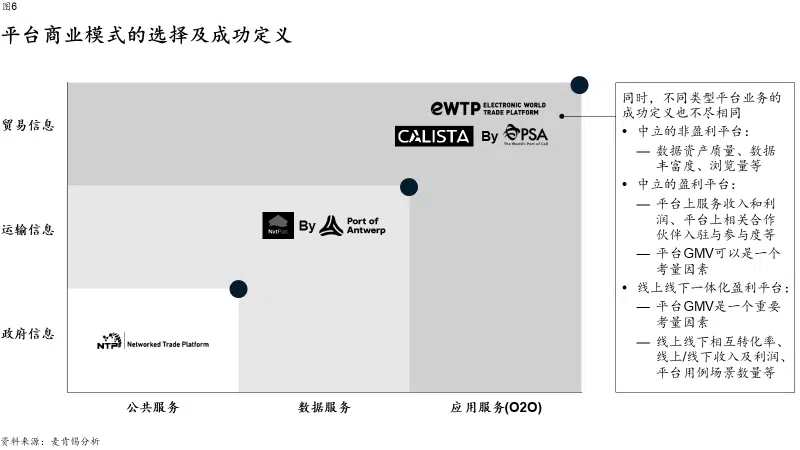 图6
平台商业模式的选择及成功定义
贸易信息
运输信息
政府信息
eWTP ELECTRONIC WORLD
TRADE PLATFORM
CALISTA By PSA
The World's Port of Call
NxtPort By Port of
Antwerp
NTP Networked Trade Platform
公共服务
数据服务
应用服务(O2O)
同时，不同类型平台业务的
成功定义也不尽相同
• 中立的非盈利平台：
— 数据资产质量、数据
丰富度、浏览量等
• 中立的盈利平台：
— 平台上服务收入和利
润、平台上相关合作
伙伴入驻与参与度等
— 平台GMV可以是一个
考量因素
• 线上线下一体化盈利平台：
— 平台GMV是一个重要
考量因素
— 线上线下相互转化率、
线上/线下收入及利润、
平台用例场景数量等
资料来源：麦肯锡分析